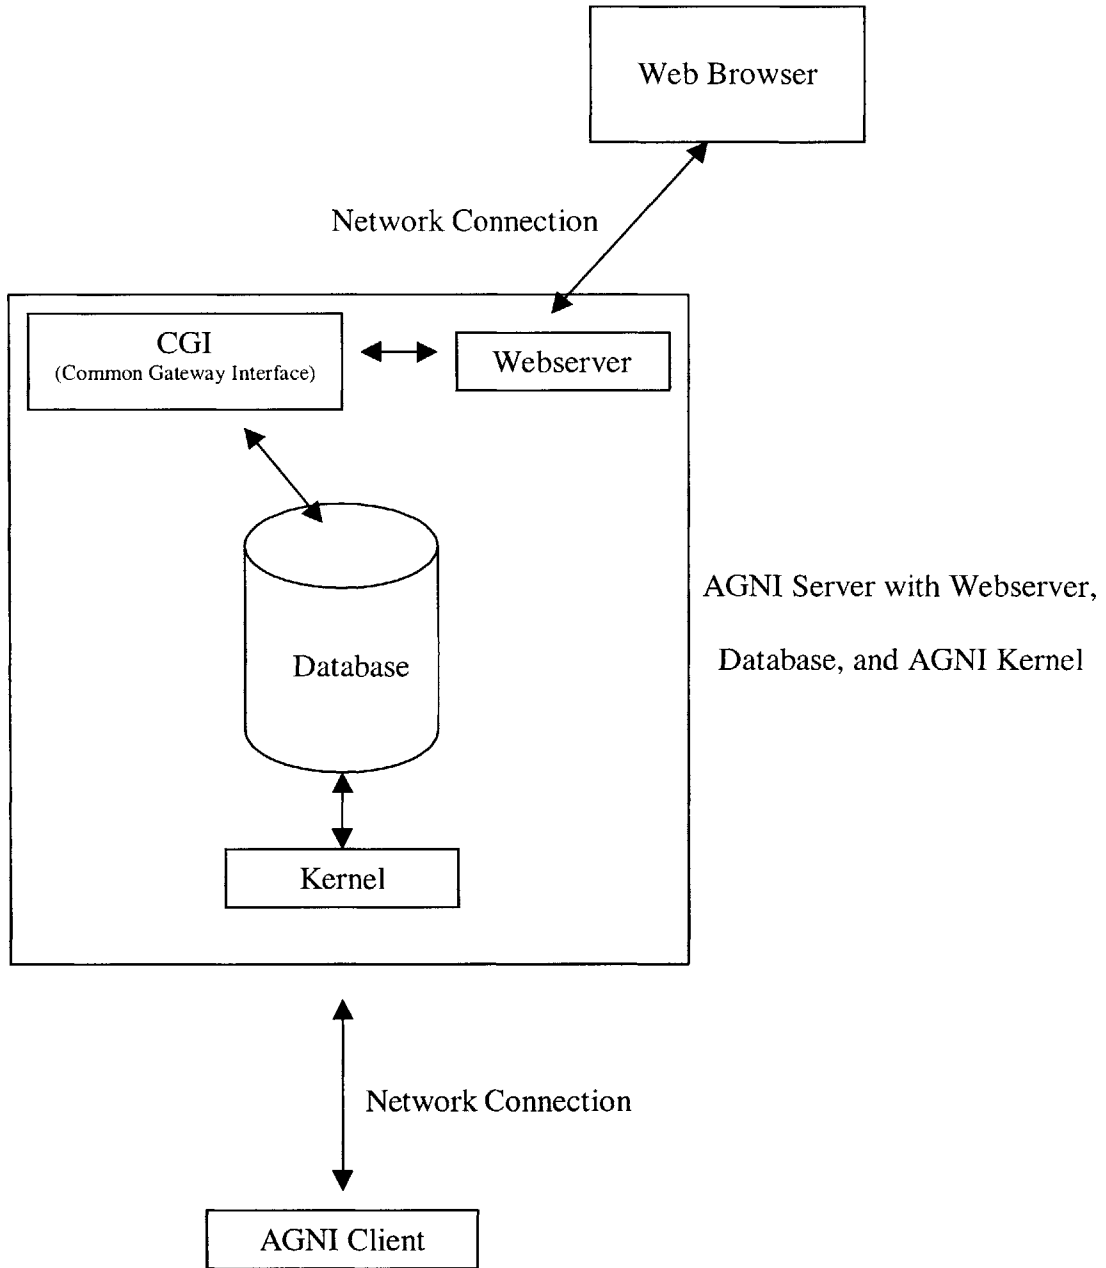 Web Browser
Network Connection
CGI
(Common Gateway Interface)
Webserver
Database
AGNI Server with Webserver,
Database, and AGNI Kernel
Kernel
Network Connection
AGNI Client